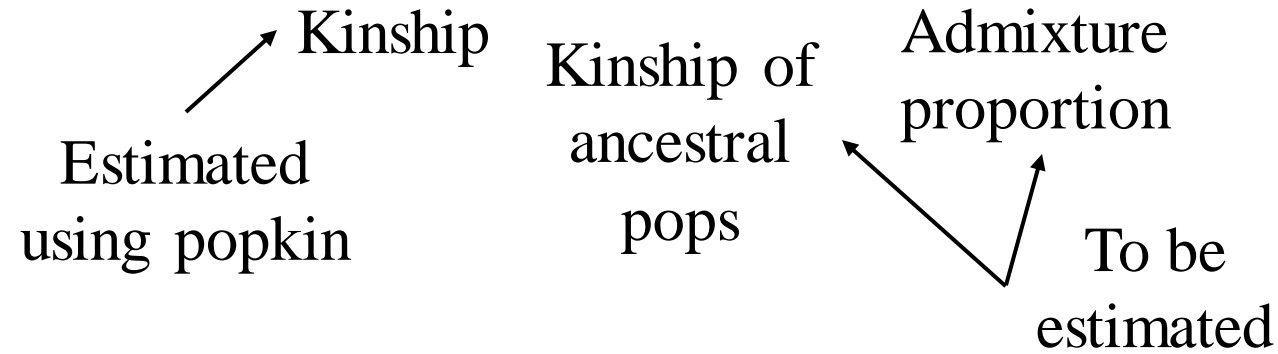 Kinship
Estimated
using popkin
Kinship of
ancestral
pops
Admixture
proportion
To be
estimated